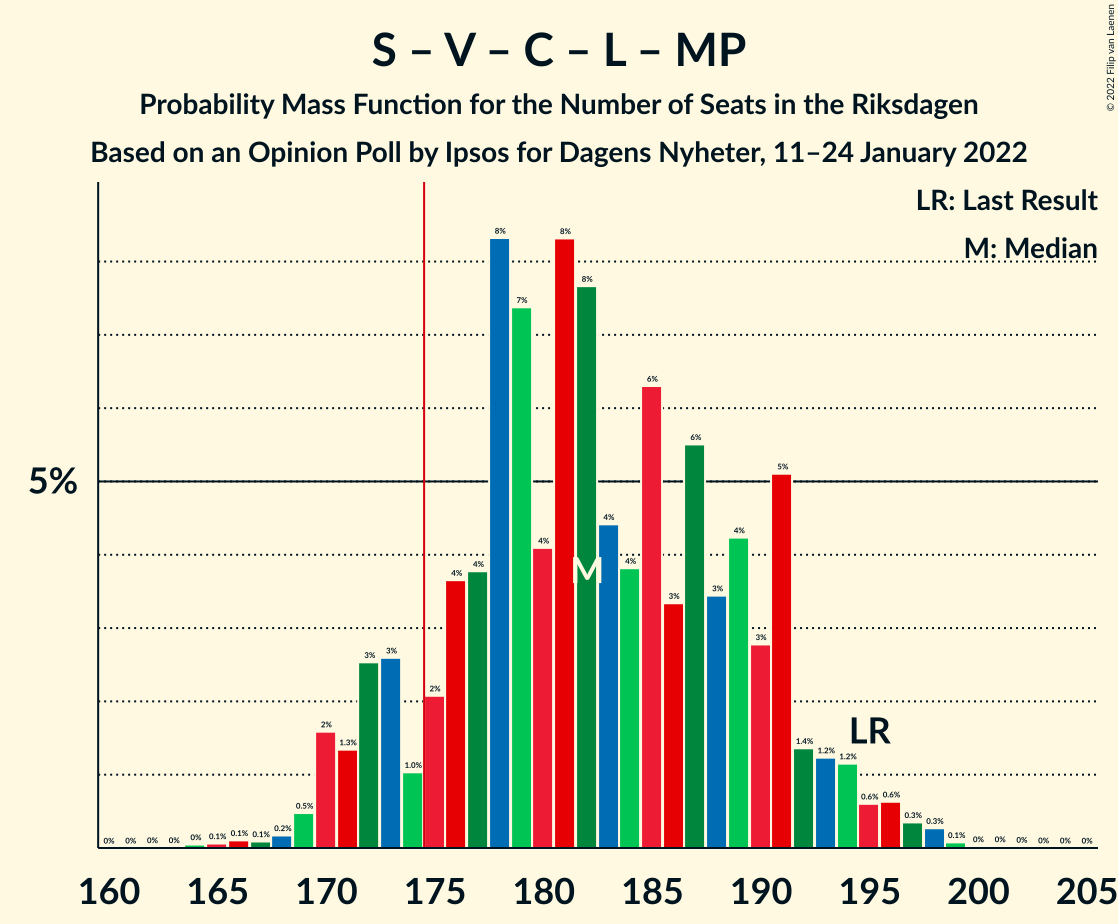 S – V – C – L – MP
Probability Mass Function for the Number of Seats in the Riksdagen
Based on an Opinion Poll by Ipsos for Dagens Nyheter, 11–24 January 2022
© 2022 Filip van Laenen
LR: Last Result
M: Median
5%
0% 0% 0% 0% 0% 0.1% 0.1% 0.1% 0.2% 0.5% 2% 1.3% 3% 3% 1.0% 2% 4% 4% 8% 7% 4% 8% 8% 4% 4% 6% 3% 6% 3% 4% 3% 5% 1.4% 1.2% 1.2% 0.6% 0.6% 0.3% 0.3% 0.1% 0% 0% 0% 0% 0% 0%
M
LR
160 165 170 175 180 185 190 195 200 205